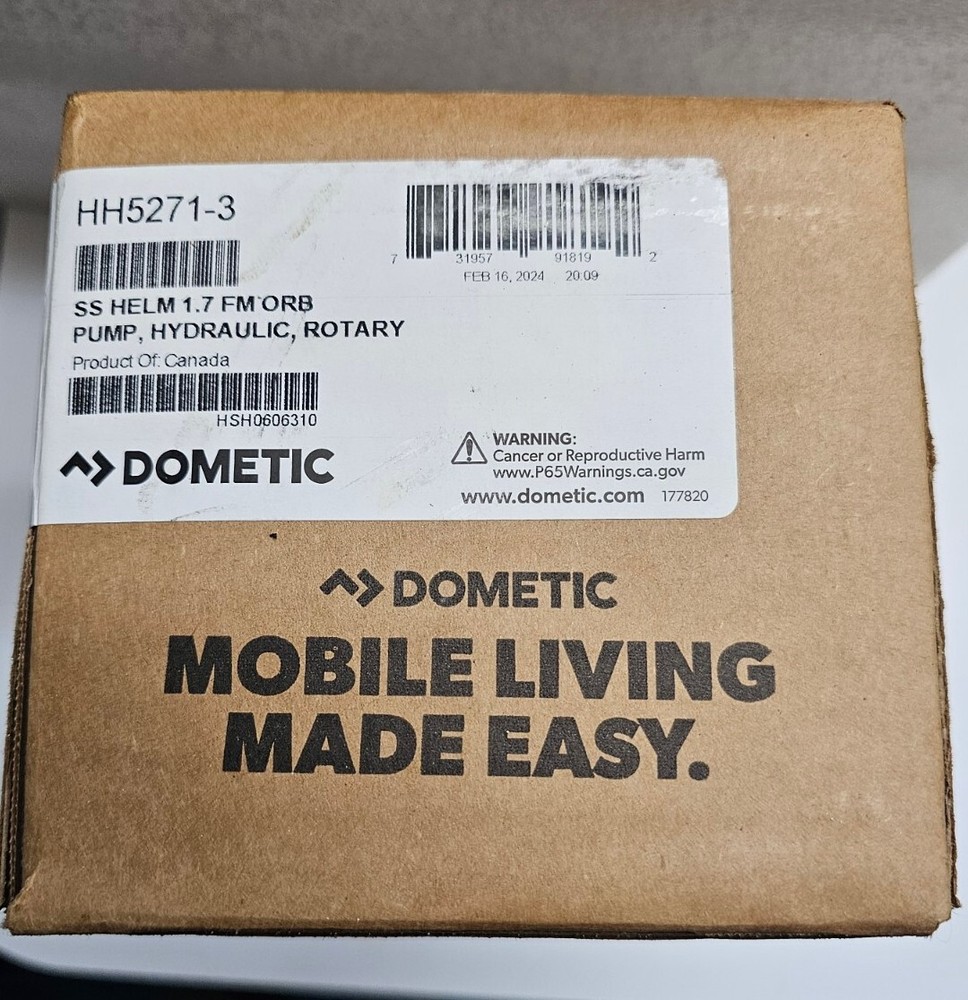 HH5271-3
7 31957 91819 2
FEB 16, 2024 20:09
SS HELM 1.7 FM ORB
PUMP, HYDRAULIC, ROTARY
Product Of: Canada
HSH0606310
DOMETIC
WARNING:
Cancer or Reproductive Harm
www.P65Warnings.ca.gov
www.dometic.com 177820
DOMETIC
MOBILE LIVING
MADE EASY.